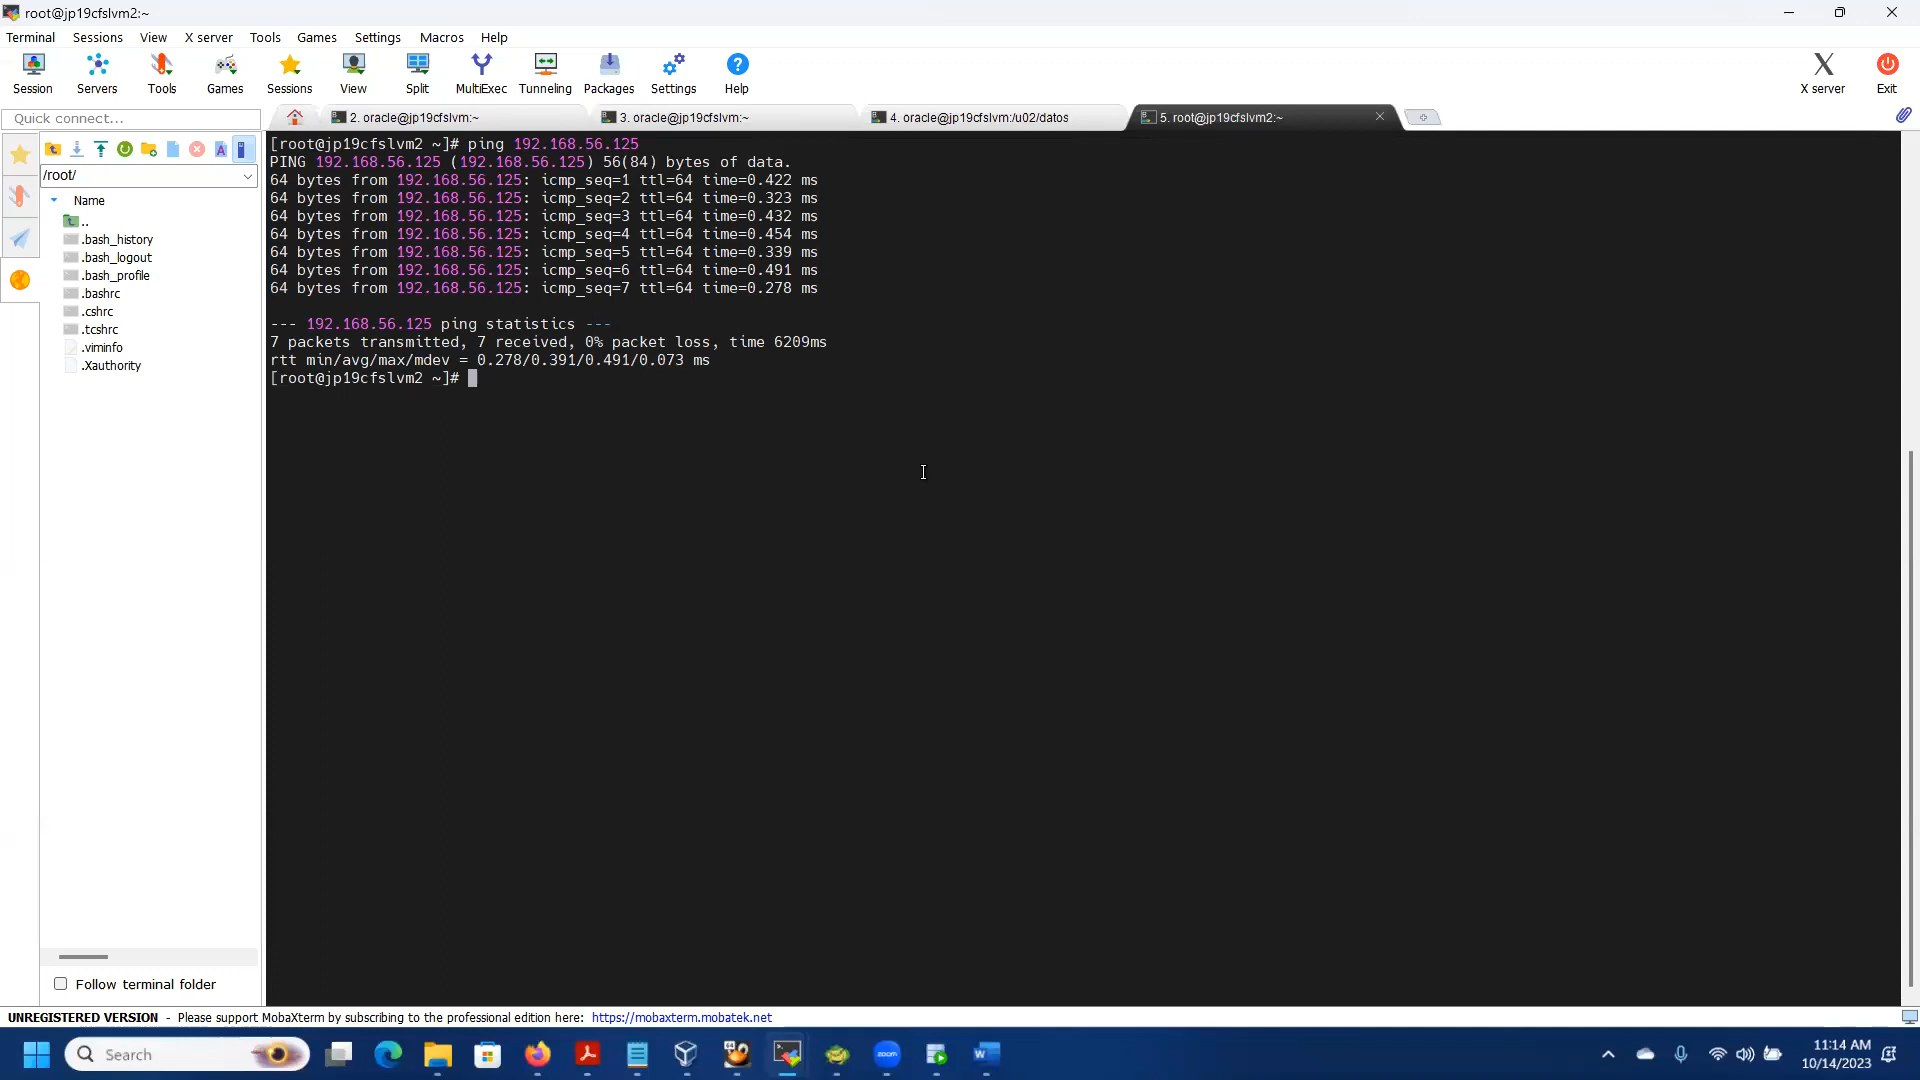 root@jp19cfslvm2:~
Terminal Sessions View X server Tools Games Settings Macros Help
Session Servers Tools Games Sessions View Split MultiExec Tunneling Packages Settings Help X server Exit
Quick connect...
2. oracle@jp19cfslvm:~
3. oracle@jp19cfslvm:~
4. oracle@jp19cfslvm:/u02/datos
5. root@jp19cfslvm2:~
/root/
Name
..
.bash_history
.bash_logout
.bash_profile
.bashrc
.cshrc
.tcshrc
.viminfo
.Xauthority
Follow terminal folder
[root@jp19cfslvm2 ~]# ping 192.168.56.125
PING 192.168.56.125 (192.168.56.125) 56(84) bytes of data.
64 bytes from 192.168.56.125: icmp_seq=1 ttl=64 time=0.422 ms
64 bytes from 192.168.56.125: icmp_seq=2 ttl=64 time=0.323 ms
64 bytes from 192.168.56.125: icmp_seq=3 ttl=64 time=0.432 ms
64 bytes from 192.168.56.125: icmp_seq=4 ttl=64 time=0.454 ms
64 bytes from 192.168.56.125: icmp_seq=5 ttl=64 time=0.339 ms
64 bytes from 192.168.56.125: icmp_seq=6 ttl=64 time=0.491 ms
64 bytes from 192.168.56.125: icmp_seq=7 ttl=64 time=0.278 ms
--- 192.168.56.125 ping statistics ---
7 packets transmitted, 7 received, 0% packet loss, time 6209ms
rtt min/avg/max/mdev = 0.278/0.391/0.491/0.073 ms
[root@jp19cfslvm2 ~]#
UNREGISTERED VERSION - Please support MobaXterm by subscribing to the professional edition here: https://mobaxterm.mobatek.net
Search
zoom
11:14 AM
10/14/2023